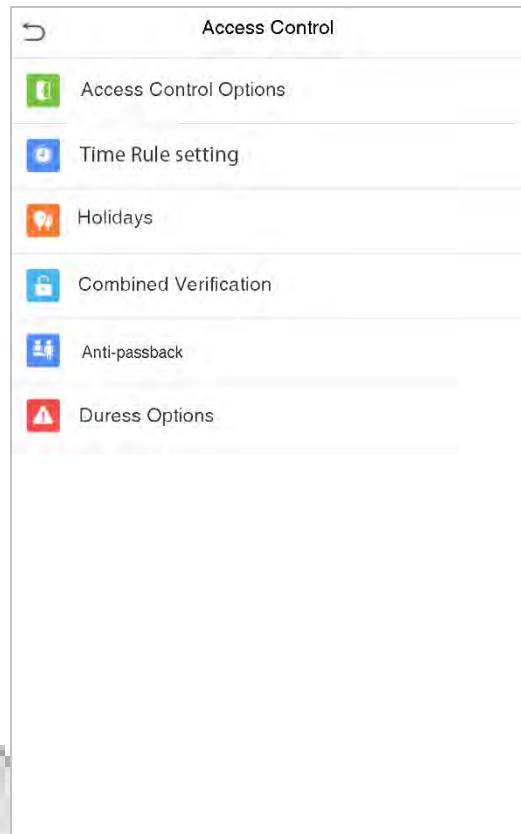 Access Control
Access Control Options
Time Rule setting
Holidays
Combined Verification
Anti-passback
Duress Options